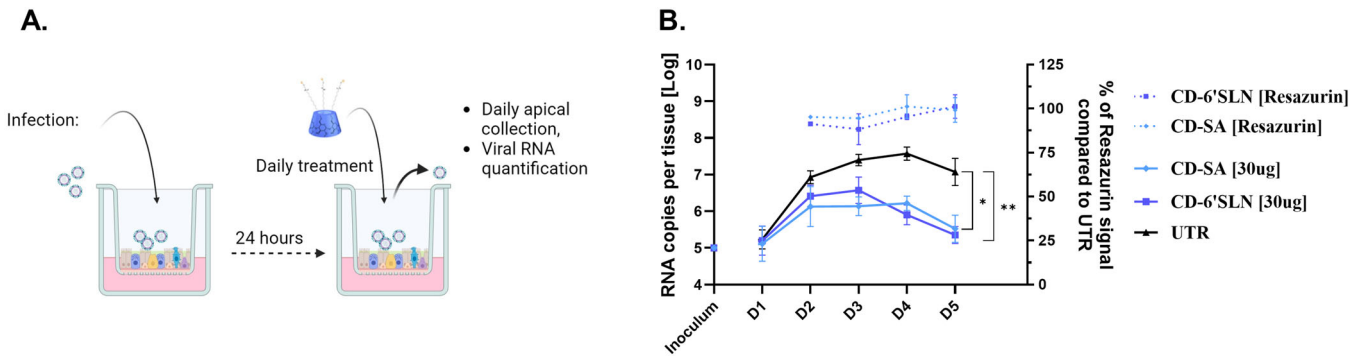 A.
Infection:
24 hours
Daily treatment
• Daily apical
collection,
• Viral RNA
quantification
B.
RNA copies per tissue [Log]
10
9
8
7
6
5
4
Inoculum
D1
D2
D3
D4
D5
125
100
75
50
25
0
% of Resazurin signal
compared to UTR
*
**
CD-6'SLN [Resazurin]
CD-SA [Resazurin]
CD-SA [30ug]
CD-6'SLN [30ug]
UTR